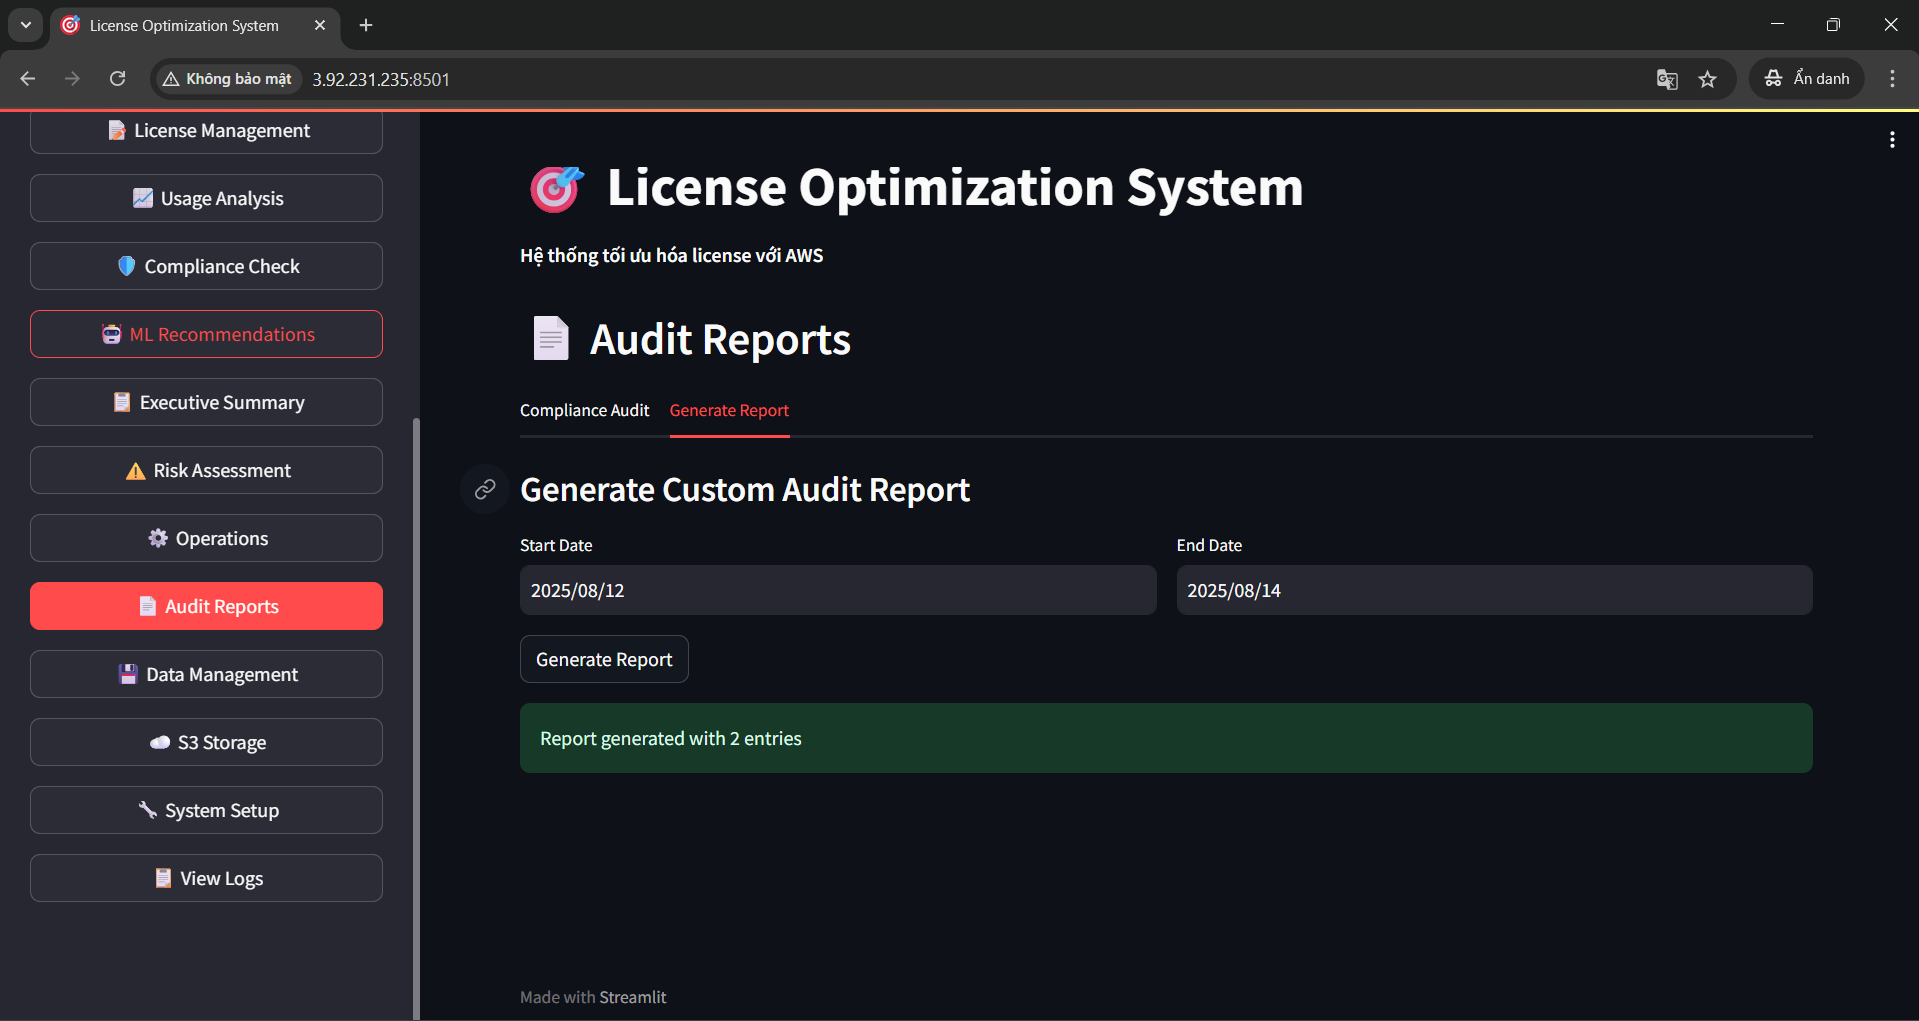 License Optimization System
Không bảo mật
3.92.231.235:8501
Ẩn danh
License Management
Usage Analysis
Compliance Check
ML Recommendations
Executive Summary
Risk Assessment
Operations
Audit Reports
Data Management
S3 Storage
System Setup
View Logs
License Optimization System
Hệ thống tối ưu hóa license với AWS
Audit Reports
Compliance Audit Generate Report
Generate Custom Audit Report
Start Date End Date
2025/08/12 2025/08/14
Generate Report
Report generated with 2 entries
Made with Streamlit